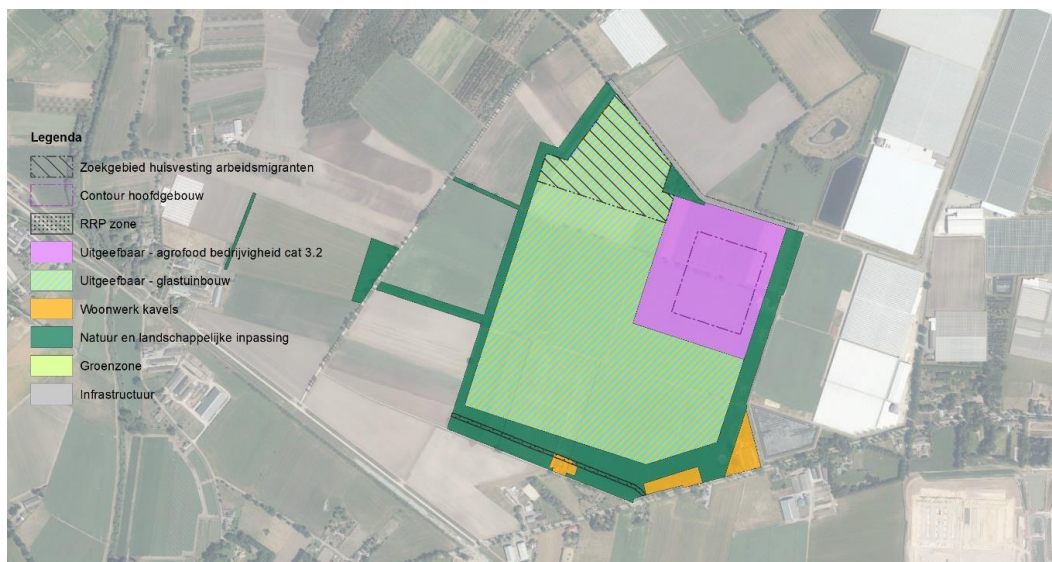 Legenda
Zoekgebied huisvesting arbeidsmigranten
Contour hoofdgebouw
RRP zone
Uitgeefbaar - agrofood bedrijvigheid cat 3.2
Uitgeefbaar - glastuinbouw
Woonwerk kavels
Natuur en landschappelijke inpassing
Groenzone
Infrastructuur